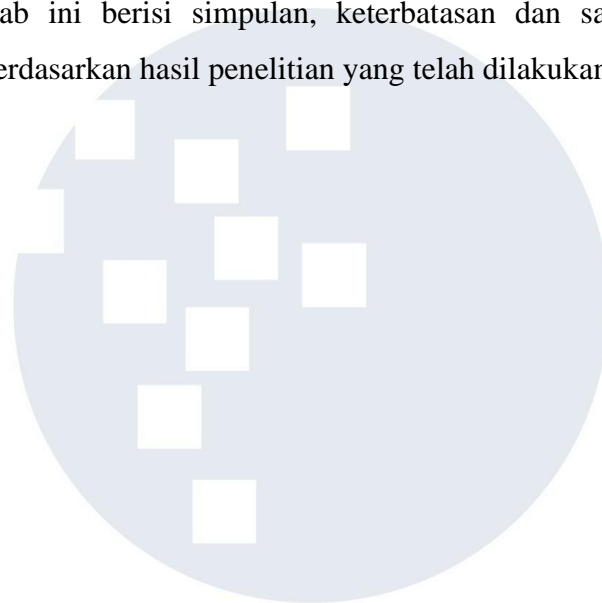 ab ini berisi simpulan, keterbatasan dan sa
erdasarkan hasil penelitian yang telah dilakukan